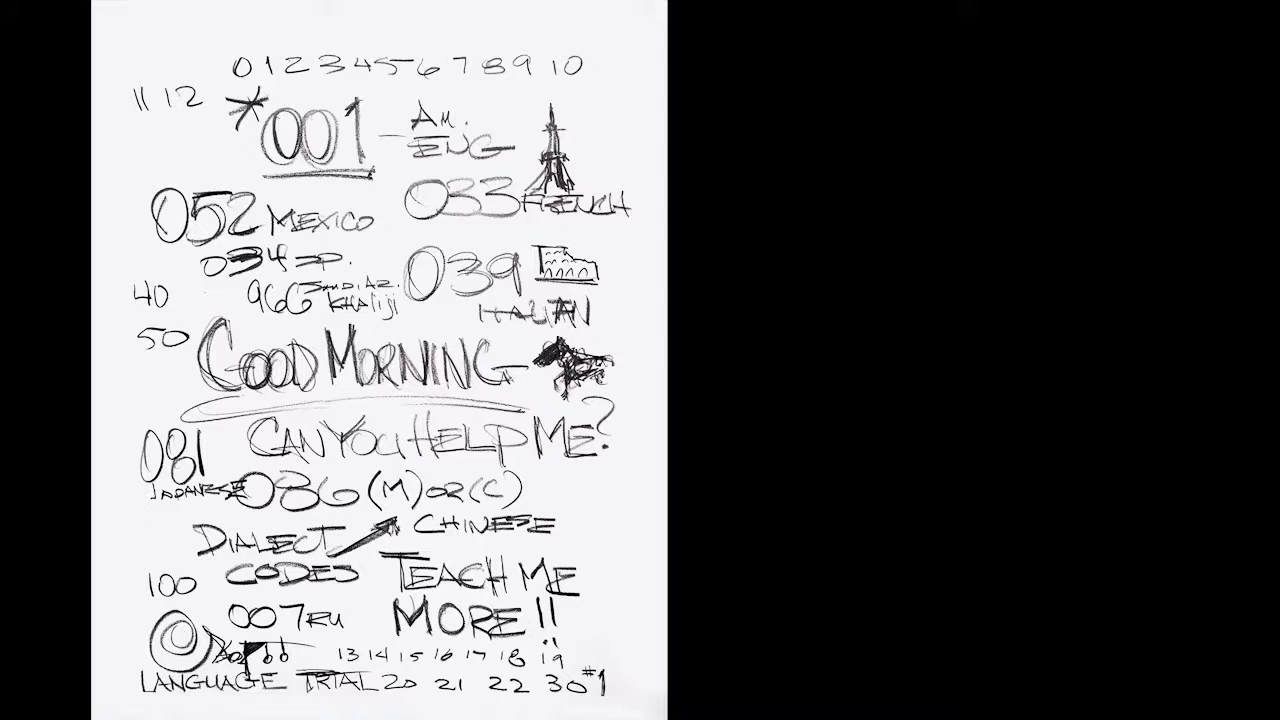 0 1 2 3 4 5 6 7 8 9 10
11 12
*001 - AM. ENG
033 FRENCH
052 MEXICO
034 SP.
039
ITALIAN
966 SAUDI AZ. KHALIJI
40
50
GOOD MORNING
CAN YOU HELP ME?
081
JAPANESE
086 (M) OR (C)
CHINESE
DIALECT
CODES
TEACH ME
MORE!!
100
007 RU
13 14 15 16 17 18 19
LANGUAGE TRIAL #1
20 21 22 30